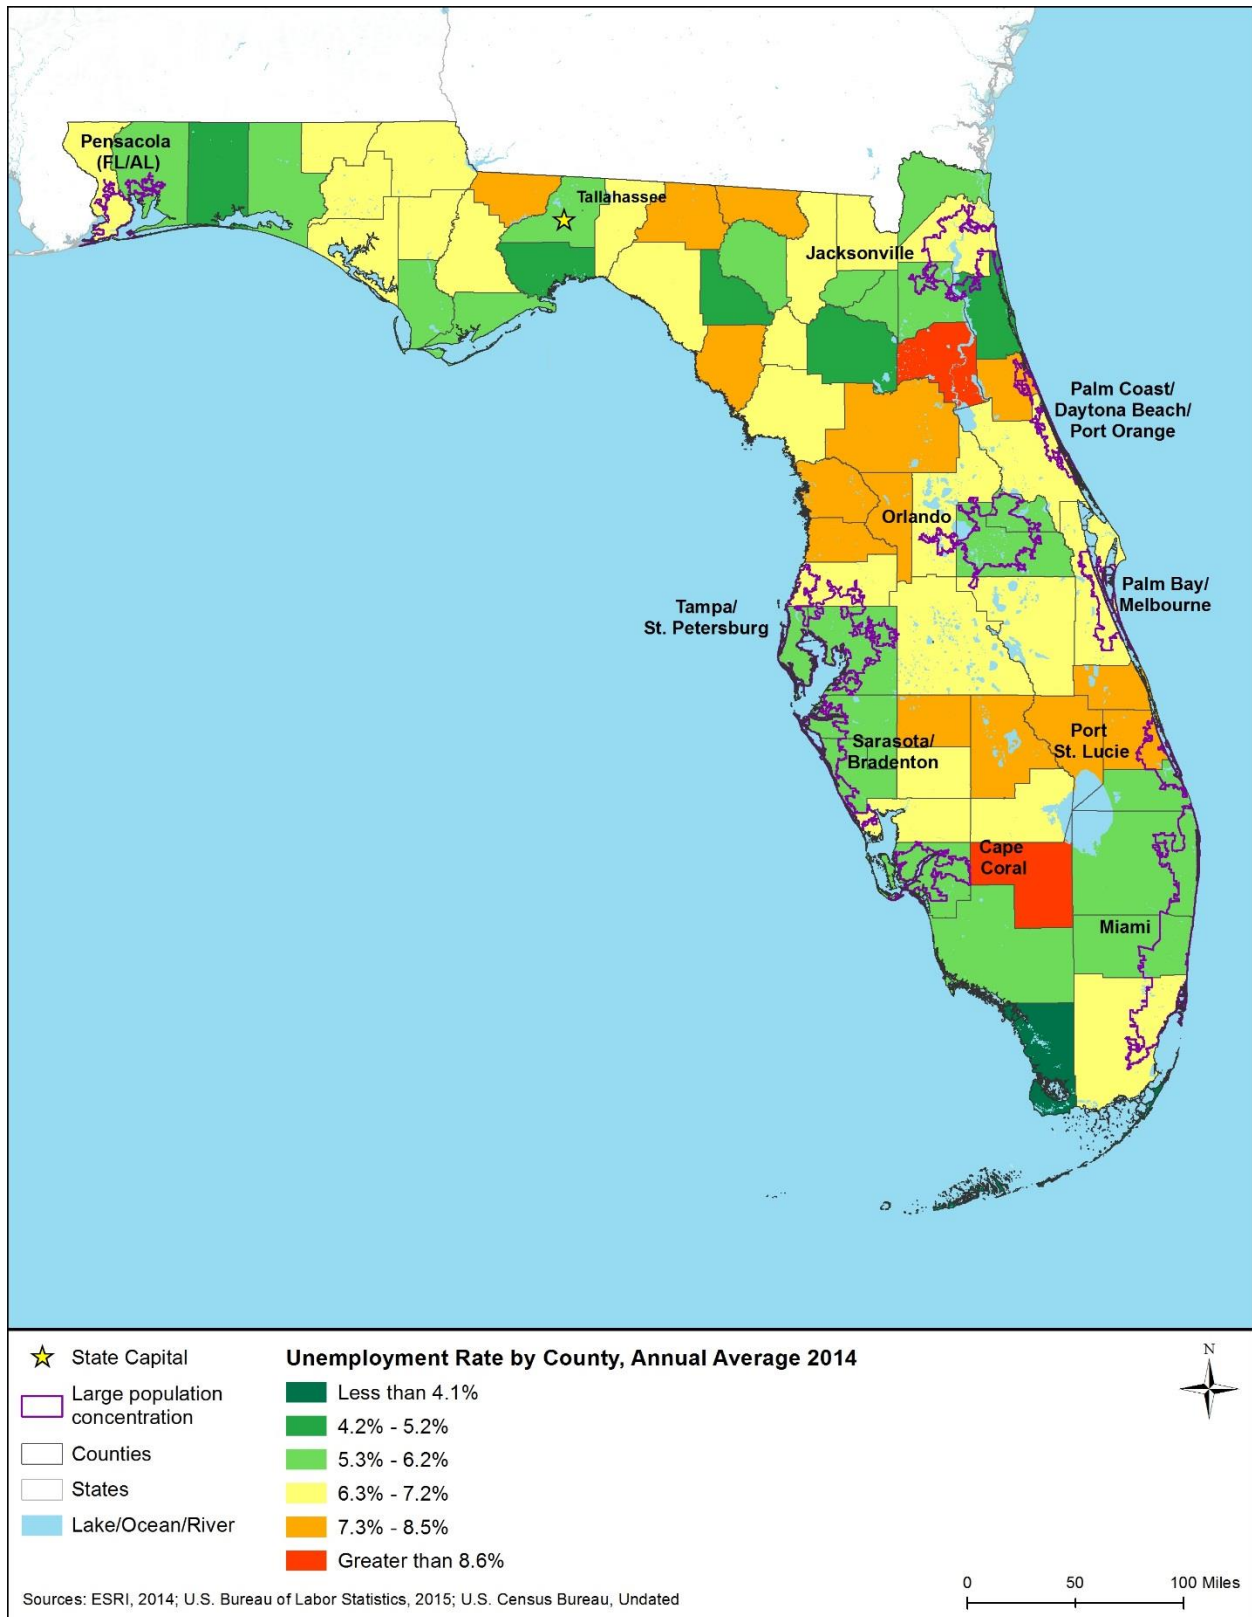 Pensacola
(FL/AL)
Tallahassee
Jacksonville
Palm Coast/
Daytona Beach/
Port Orange
Orlando
Palm Bay/
Melbourne
Tampa/
St. Petersburg
Port
St. Lucie
Sarasota/
Bradenton
Cape
Coral
Miami
State Capital
Large population
concentration
Counties
States
Lake/Ocean/River
Unemployment Rate by County, Annual Average 2014
Less than 4.1%
4.2% - 5.2%
5.3% - 6.2%
6.3% - 7.2%
7.3% - 8.5%
Greater than 8.6%
N
0 50 100 Miles
Sources: ESRI, 2014; U.S. Bureau of Labor Statistics, 2015; U.S. Census Bureau, Undated